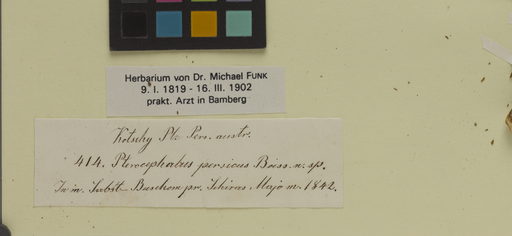 Herbarium von Dr. Michael FUNK
9. I. 1819 - 16. III. 1902
prakt. Arzt in Bamberg
Kotschy Pl. Pers. austr.
414. Pterocephalus persicus Boiss. n. sp.
In m. Buschom pr. Schiras Majo m. 1842.